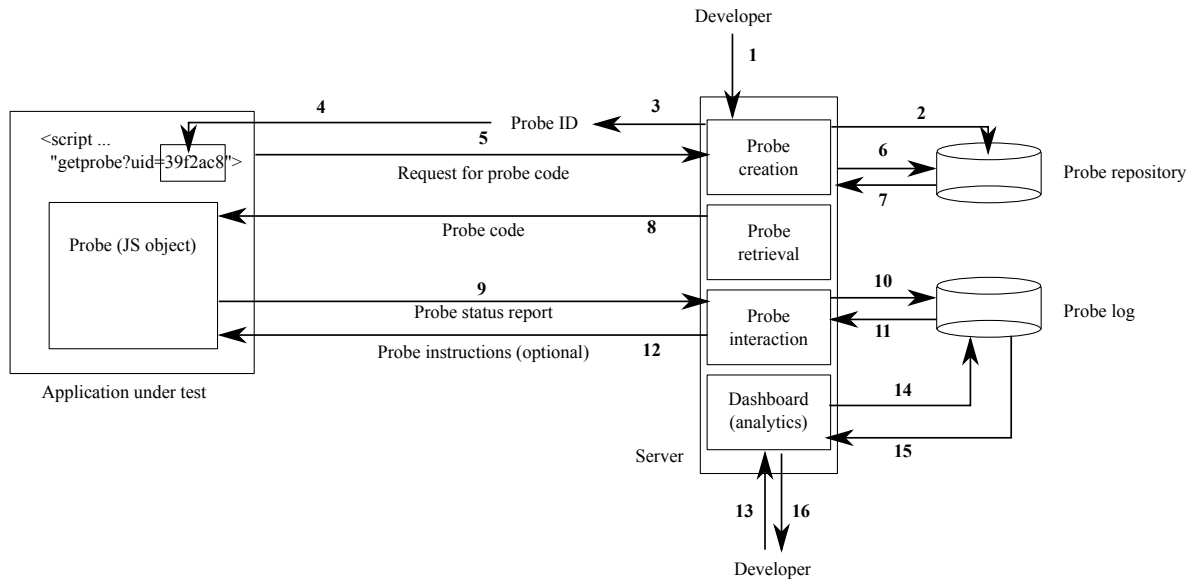 Developer
1
4
3
2
<script ...
Probe ID
5
"getprobe?uid=39f2ac8">
Probe
creation
6
Request for probe code
7
Probe repository
Probe (JS object)
Probe code
8
Probe
retrieval
9
10
Probe status report
Probe
interaction
11
Probe log
Probe instructions (optional)
12
Application under test
Dashboard
(analytics)
14
15
Server
13
16
Developer